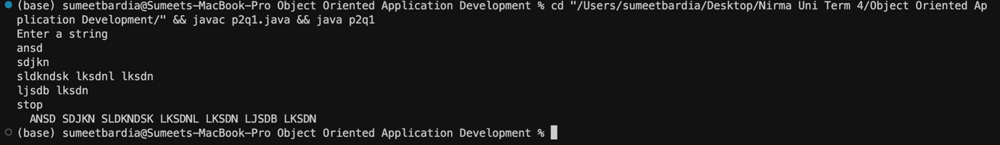 (base) sumeetbardia@Sumeets-MacBook-Pro Object Oriented Application Development % cd "/Users/sumeetbardia/Desktop/Nirma Uni Term 4/Object Oriented Ap
plication Development/" && javac p2q1.java && java p2q1
Enter a string
ansd
sdjkn
sldkndsk lksdnl lksdn
ljsdb lksdn
stop
  ANSD SDJKN SLDKNDSK LKSDNL LKSDN LJSDB LKSDN
(base) sumeetbardia@Sumeets-MacBook-Pro Object Oriented Application Development %